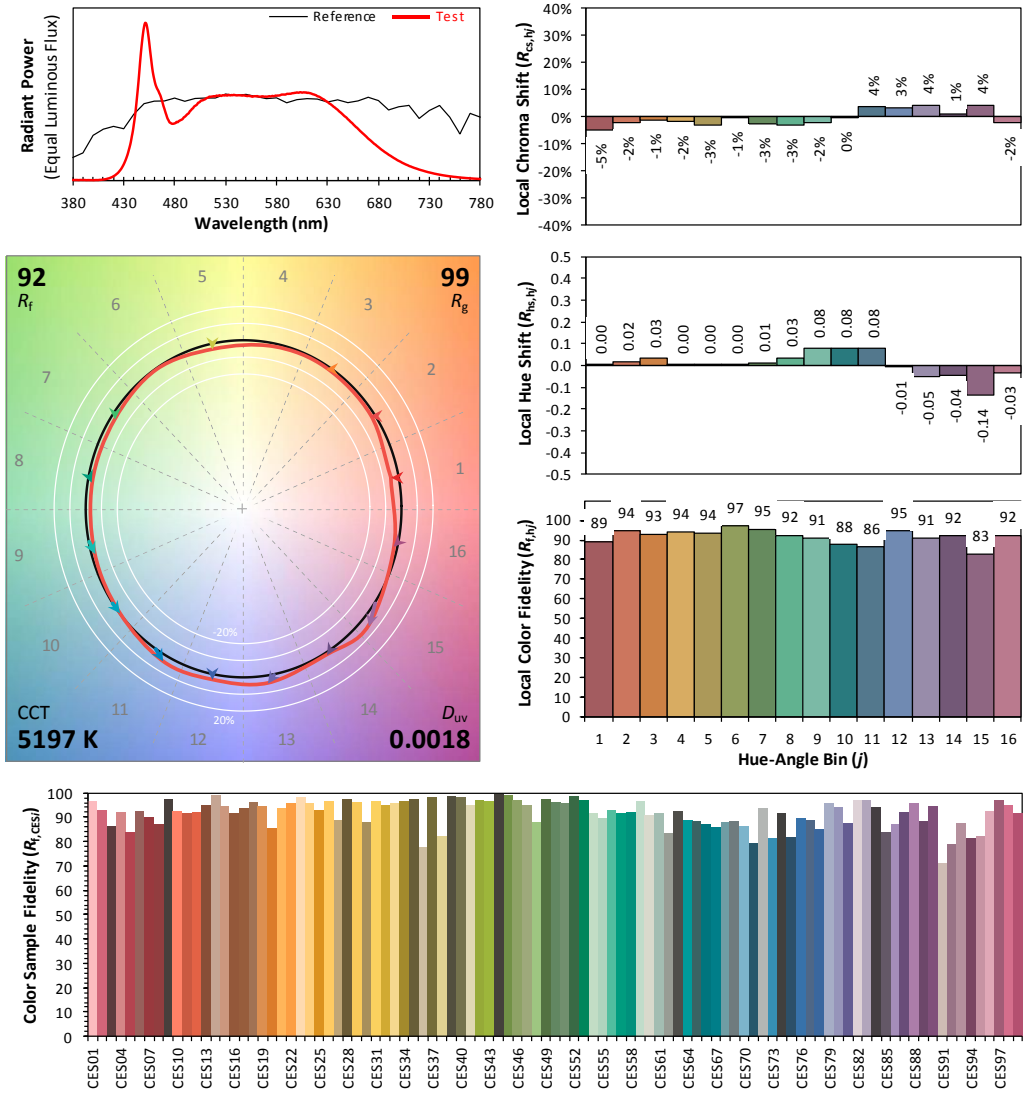 Radiant Power
(Equal Luminous Flux)
Reference
Test
380 430 480 530 580 630 680 730 780
Wavelength (nm)
Local Chroma Shift (Rcs,hj)
40%
30%
20%
10%
0%
-10%
-20%
-30%
-40%
-5% -2% -1% -2% -3% -1% -3% -3% -2% 0% 4% 3% 4% 1% 4% -2%
92
Rf
99
Rg
5 4
6 3
7 2
8 1
9 16
10 15
11 14
12 13
-20%
20%
CCT
5197 K
Duv
0.0018
Local Hue Shift (Rhs,hj)
0.5
0.4
0.3
0.2
0.1
0.0
-0.1
-0.2
-0.3
-0.4
-0.5
0.00 0.02 0.03 0.00 0.00 0.00 0.01 0.03 0.08 0.08 0.08 -0.01 -0.05 -0.04 -0.14 -0.03
Local Color Fidelity (Rf,hj)
100
90
80
70
60
50
40
30
20
10
0
89 94 93 94 94 97 95 92 91 88 86 95 91 92 83 92
1 2 3 4 5 6 7 8 9 10 11 12 13 14 15 16
Hue-Angle Bin (j)
Color Sample Fidelity (Rf,CESi)
100
90
80
70
60
50
40
30
20
10
0
CES01 CES04 CES07 CES10 CES13 CES16 CES19 CES22 CES25 CES28 CES31 CES34 CES37 CES40 CES43 CES46 CES49 CES52 CES55 CES58 CES61 CES64 CES67 CES70 CES73 CES76 CES79 CES82 CES85 CES88 CES91 CES94 CES97